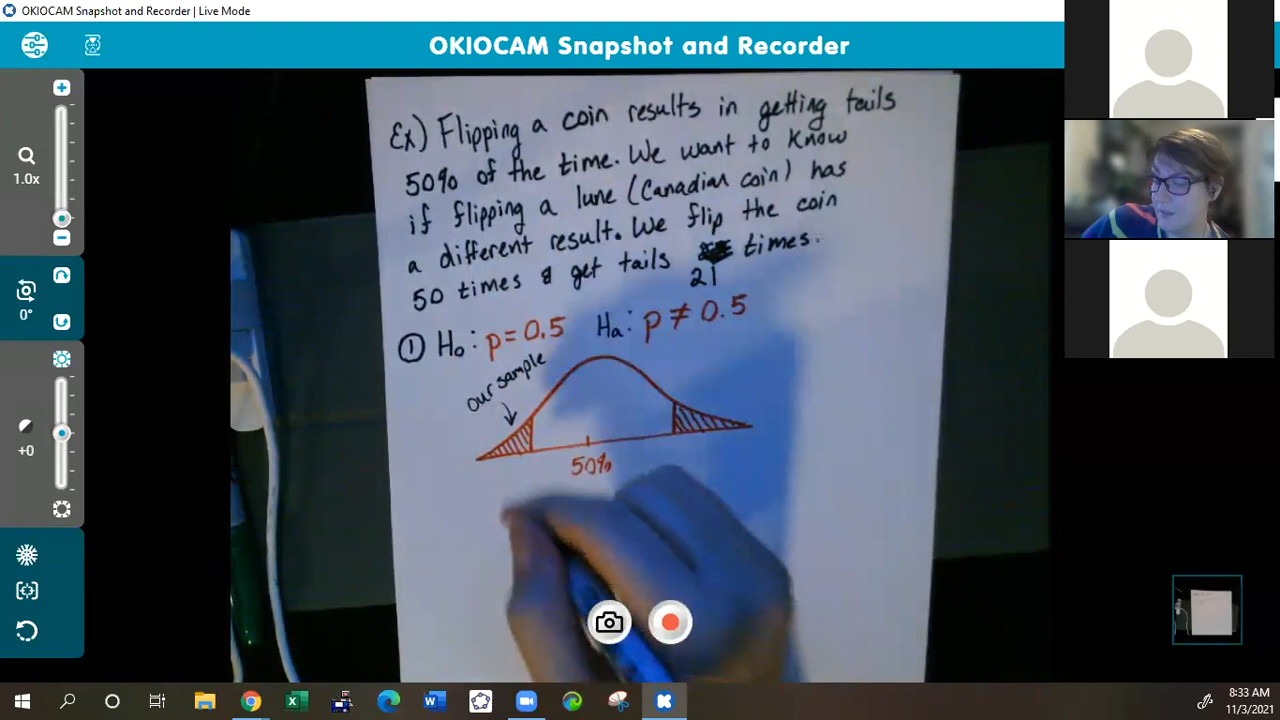 OKIOCAM Snapshot and Recorder | Live Mode
OKIOCAM Snapshot and Recorder
1.0x
0°
+0
Ex) Flipping a coin results in getting tails
50% of the time. We want to know
if flipping a lune (Canadian coin) has
a different result. We flip the coin
50 times & get tails 21 times.
① H₀: p = 0.5 Hₐ: p ≠ 0.5
our sample
50%
8:33 AM
11/3/2021